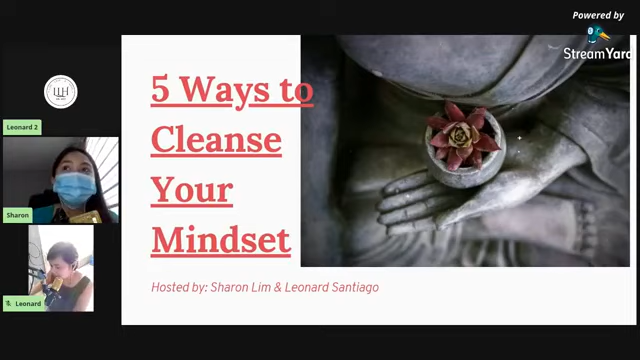 Powered by
StreamYard
LLH
Leonard 2
Sharon
Leonard
5 Ways to
Cleanse
Your
Mindset
Hosted by: Sharon Lim & Leonard Santiago